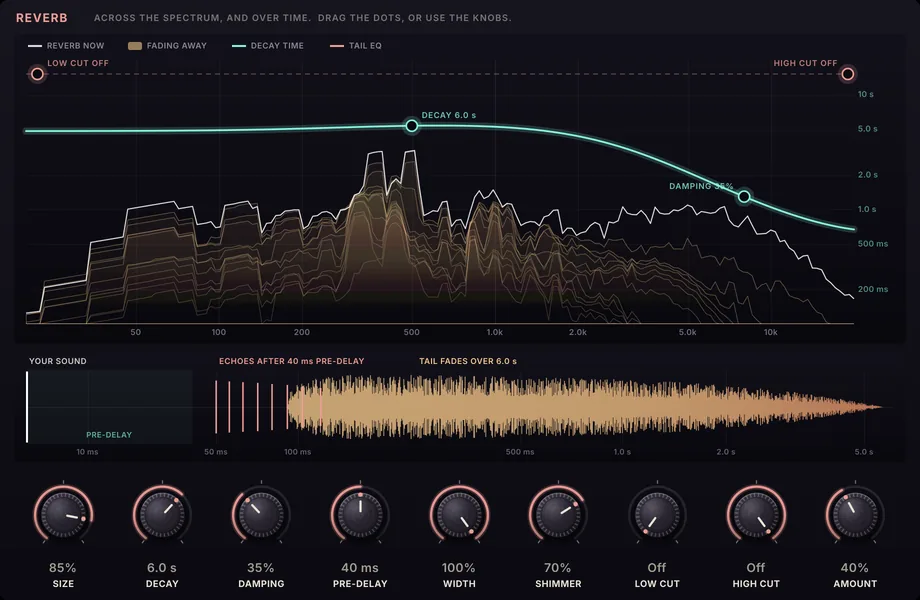 REVERB ACROSS THE SPECTRUM, AND OVER TIME. DRAG THE DOTS, OR USE THE KNOBS.
REVERB NOW FADING AWAY DECAY TIME TAIL EQ
LOW CUT OFF HIGH CUT OFF
10 s
DECAY 6.0 s
5.0 s
2.0 s
DAMPING 35%
1.0 s
500 ms
200 ms
50 100 200 500 1.0k 2.0k 5.0k 10k
YOUR SOUND ECHOES AFTER 40 ms PRE-DELAY TAIL FADES OVER 6.0 s
PRE-DELAY
10 ms 50 ms 100 ms 500 ms 1.0 s 2.0 s 5.0 s
85% 6.0 s 35% 40 ms 100% 70% Off Off 40%
SIZE DECAY DAMPING PRE-DELAY WIDTH SHIMMER LOW CUT HIGH CUT AMOUNT